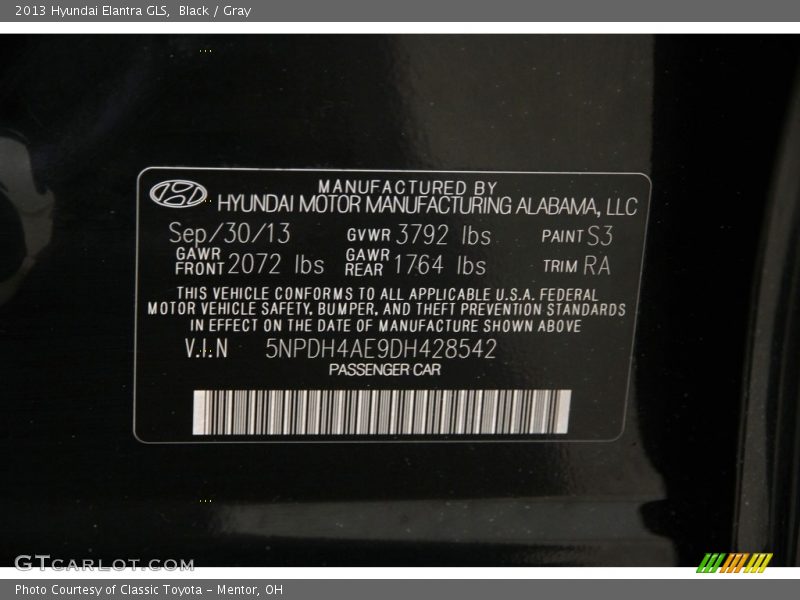 2013 Hyundai Elantra GLS, Black / Gray
MANUFACTURED BY
HYUNDAI MOTOR MANUFACTURING ALABAMA, LLC
Sep/30/13 GVWR 3792 lbs PAINT S3
GAWR FRONT 2072 lbs GAWR REAR 1764 lbs TRIM RA
THIS VEHICLE CONFORMS TO ALL APPLICABLE U.S.A. FEDERAL
MOTOR VEHICLE SAFETY, BUMPER, AND THEFT PREVENTION STANDARDS
IN EFFECT ON THE DATE OF MANUFACTURE SHOWN ABOVE
V.I.N 5NPDH4AE9DH428542
PASSENGER CAR
GTCARLOT.COM
Photo Courtesy of Classic Toyota - Mentor, OH